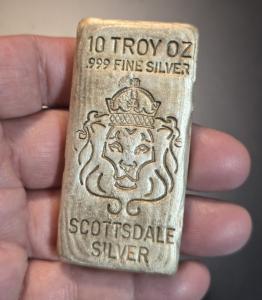 10 TROY OZ
.999 FINE SILVER
SCOTTSDALE
SILVER